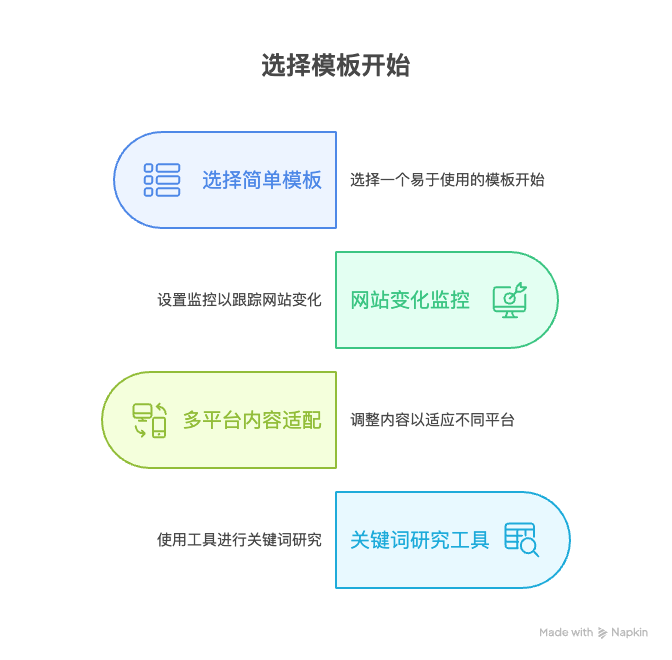 选择模板开始
选择简单模板
选择一个易于使用的模板开始
设置监控以跟踪网站变化
网站变化监控
多平台内容适配
调整内容以适应不同平台
使用工具进行关键词研究
关键词研究工具
Made with Napkin